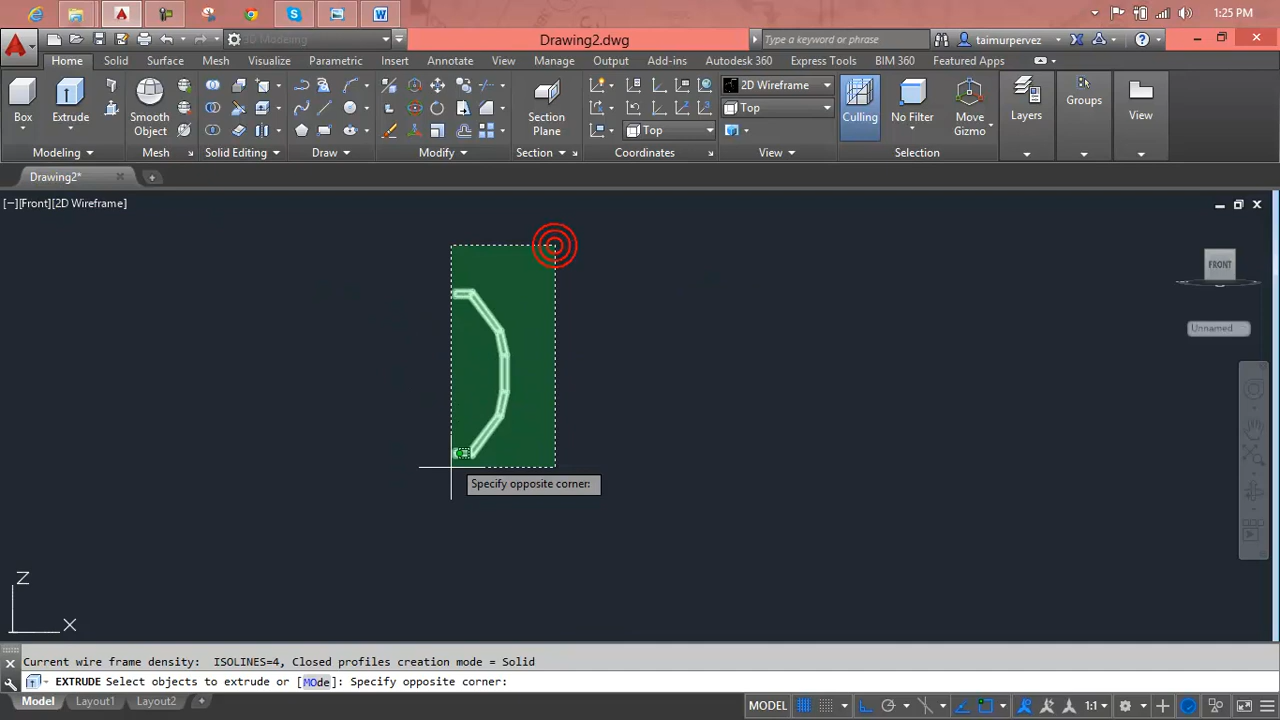 1:25 PM
3D Modeling
Drawing2.dwg
Type a keyword or phrase
taimurpervez
Home Solid Surface Mesh Visualize Parametric Insert Annotate View Manage Output Add-ins Autodesk 360 Express Tools BIM 360 Featured Apps
2D Wireframe
Top
Top
Box
Extrude
Smooth
Object
Section
Plane
Culling
No Filter
Move
Gizmo
Layers
Groups
View
Modeling
Mesh
Solid Editing
Draw
Modify
Section
Coordinates
View
Selection
Drawing2*
[−][Front][2D Wireframe]
FRONT
Unnamed
Specify opposite corner:
Z
X
Current wire frame density: ISOLINES=4, Closed profiles creation mode = Solid
EXTRUDE Select objects to extrude or [MOde]: Specify opposite corner:
Model Layout1 Layout2 +
MODEL
1:1